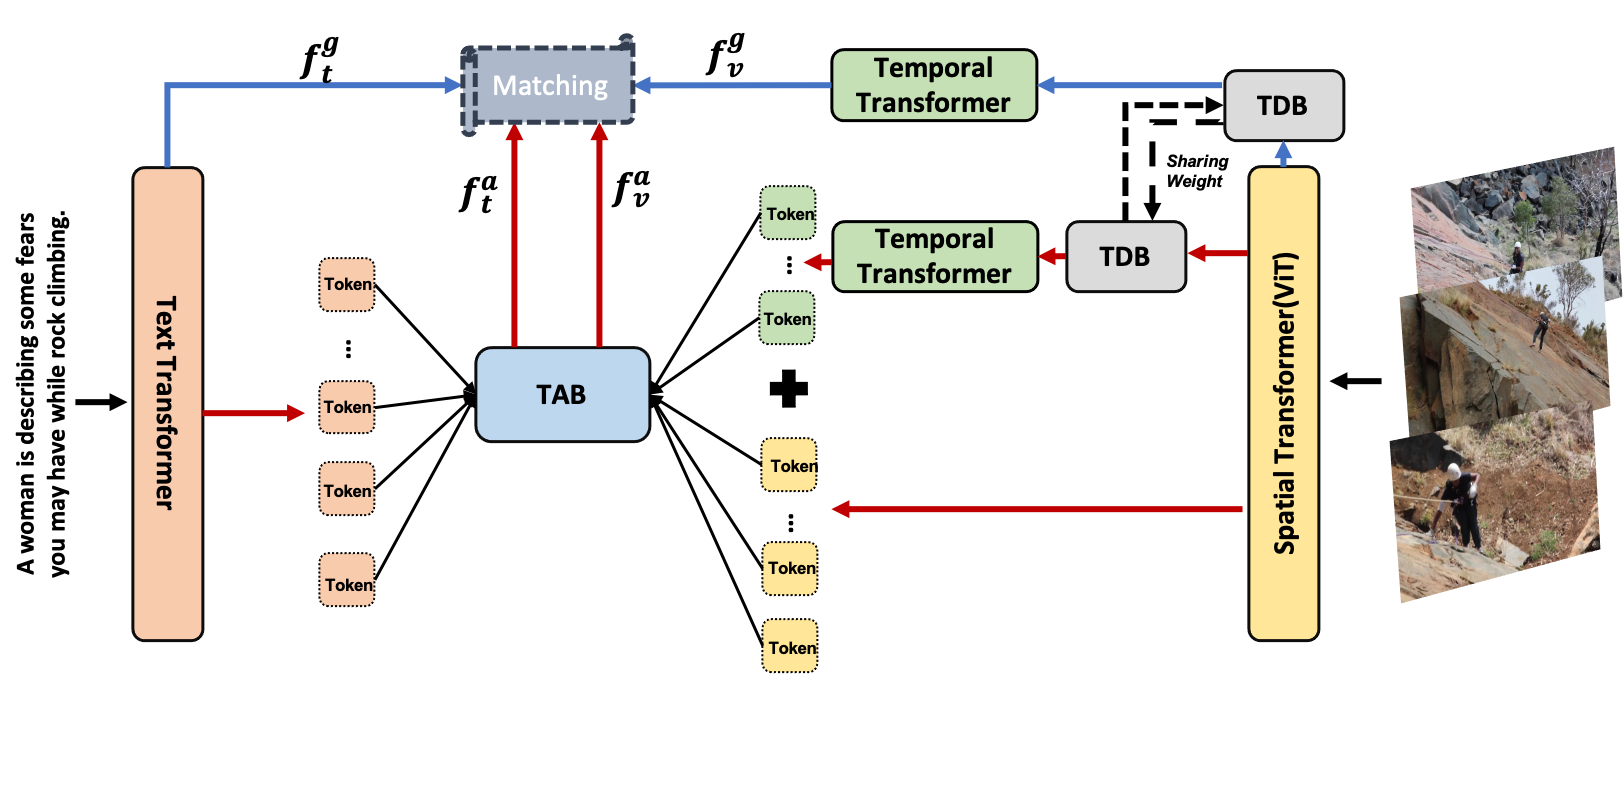 A woman is describing some fears
you may have while rock climbing.
Text Transformer
f_t^g
Matching
f_v^g
Temporal
Transformer
TDB
Sharing
Weight
f_t^a
f_v^a
Token
Token
Token
Token
TAB
Token
Token
Token
Token
Token
Temporal
Transformer
TDB
Spatial Transformer(ViT)